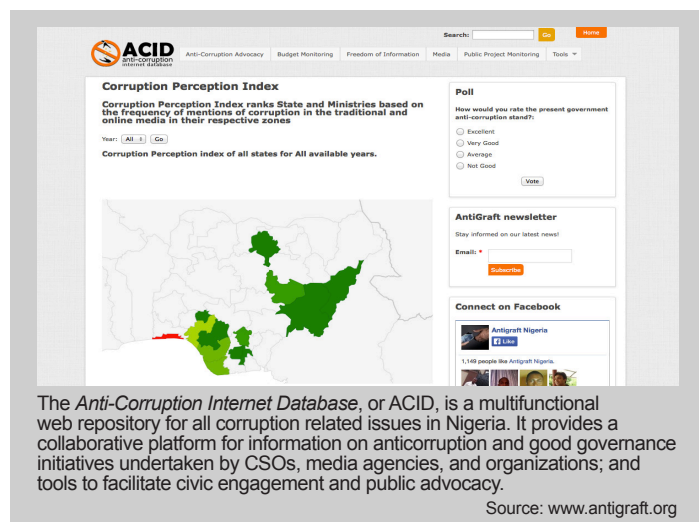 Search: Go Home
ACID
anti-corruption
internet database
Anti-Corruption Advocacy Budget Monitoring Freedom of Information Media Public Project Monitoring Tools
Corruption Perception Index
Corruption Perception Index ranks State and Ministries based on
the frequency of mentions of corruption in the traditional and
online media in their respective zones
Year: All Go
Corruption Perception index of all states for All available years.
Poll
How would you rate the present government
anti-corruption stand?:
Excellent
Very Good
Average
Not Good
Vote
AntiGraft newsletter
Stay informed on our latest news!
Email: *
Subscribe
Connect on Facebook
Antigraft Nigeria
Like
1,149 people like Antigraft Nigeria.
The Anti-Corruption Internet Database, or ACID, is a multifunctional
web repository for all corruption related issues in Nigeria. It provides a
collaborative platform for information on anticorruption and good governance
initiatives undertaken by CSOs, media agencies, and organizations; and
tools to facilitate civic engagement and public advocacy.
Source: www.antigraft.org